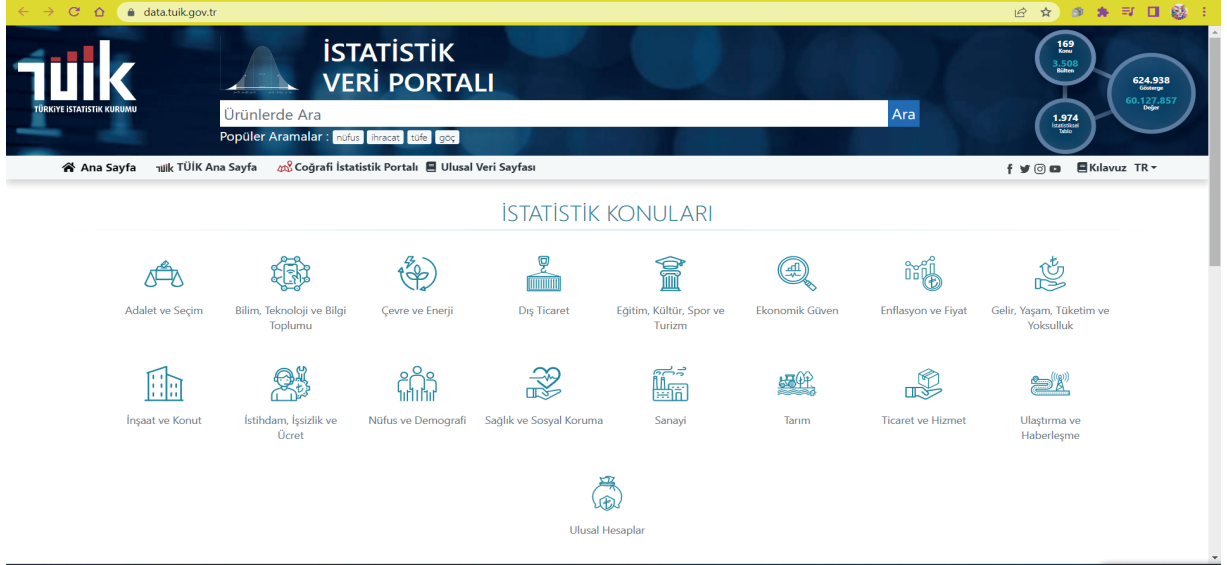 data.tuik.gov.tr
TÜİK
TÜRKİYE İSTATİSTİK KURUMU
İSTATİSTİK
VERİ PORTALI
Ürünlerde Ara
Ara
Popüler Aramalar : nüfus ihracat tüfe göç
169
Konu
3.508
Bülten
624.938
Gösterge
60.127.857
Değer
1.974
İstatistiksel
Tablo
Ana Sayfa tüik TÜİK Ana Sayfa Coğrafi İstatistik Portalı Ulusal Veri Sayfası Kılavuz TR
İSTATİSTİK KONULARI
Adalet ve Seçim
Bilim, Teknoloji ve Bilgi
Toplumu
Çevre ve Enerji
Dış Ticaret
Eğitim, Kültür, Spor ve
Turizm
Ekonomik Güven
Enflasyon ve Fiyat
Gelir, Yaşam, Tüketim ve
Yoksulluk
İnşaat ve Konut
İstihdam, İşsizlik ve
Ücret
Nüfus ve Demografi
Sağlık ve Sosyal Koruma
Sanayi
Tarım
Ticaret ve Hizmet
Ulaştırma ve
Haberleşme
Ulusal Hesaplar